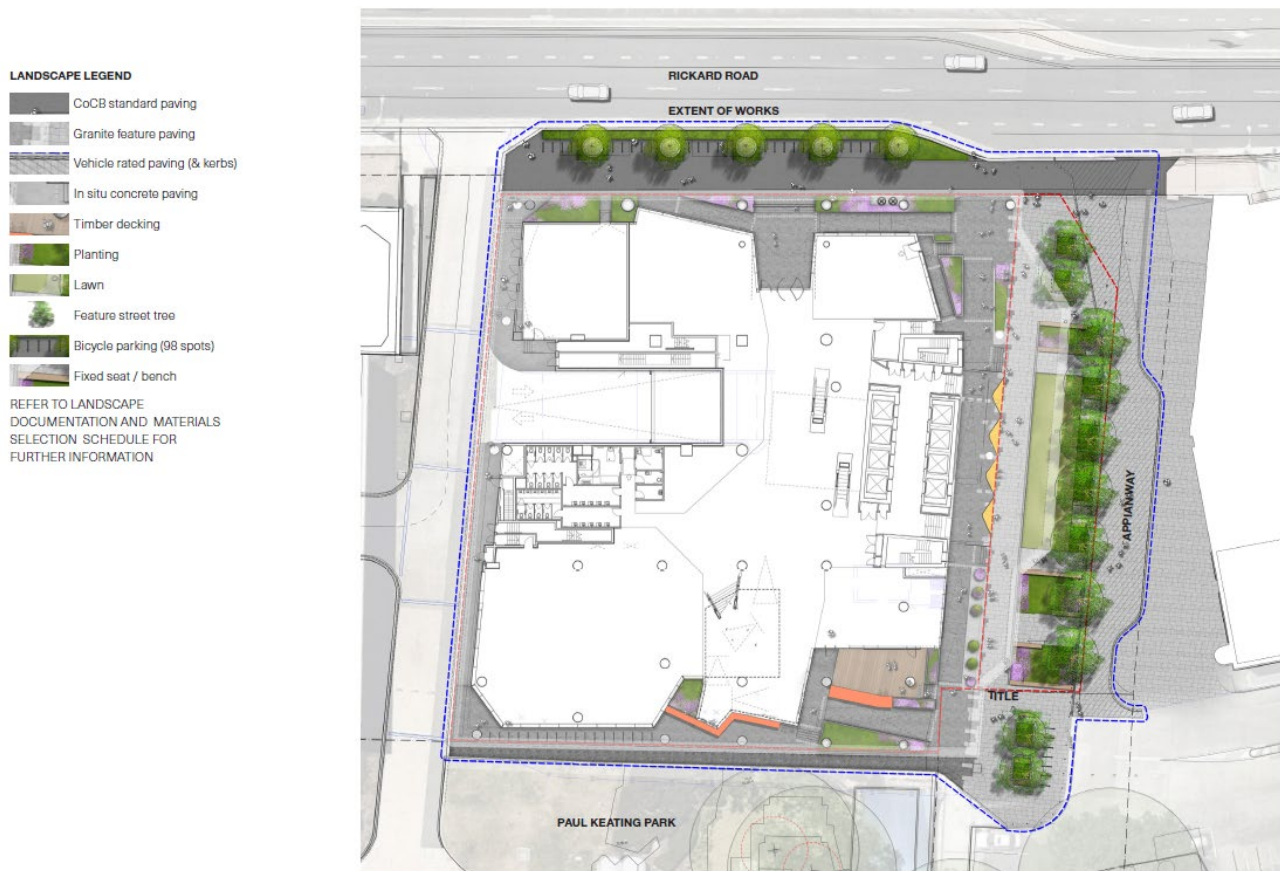 LANDSCAPE LEGEND
CoCB standard paving
Granite feature paving
Vehicle rated paving (& kerbs)
In situ concrete paving
Timber decking
Planting
Lawn
Feature street tree
Bicycle parking (98 spots)
Fixed seat / bench
REFER TO LANDSCAPE
DOCUMENTATION AND MATERIALS
SELECTION SCHEDULE FOR
FURTHER INFORMATION
RICKARD ROAD
EXTENT OF WORKS
APPIANWAY
TITLE
PAUL KEATING PARK